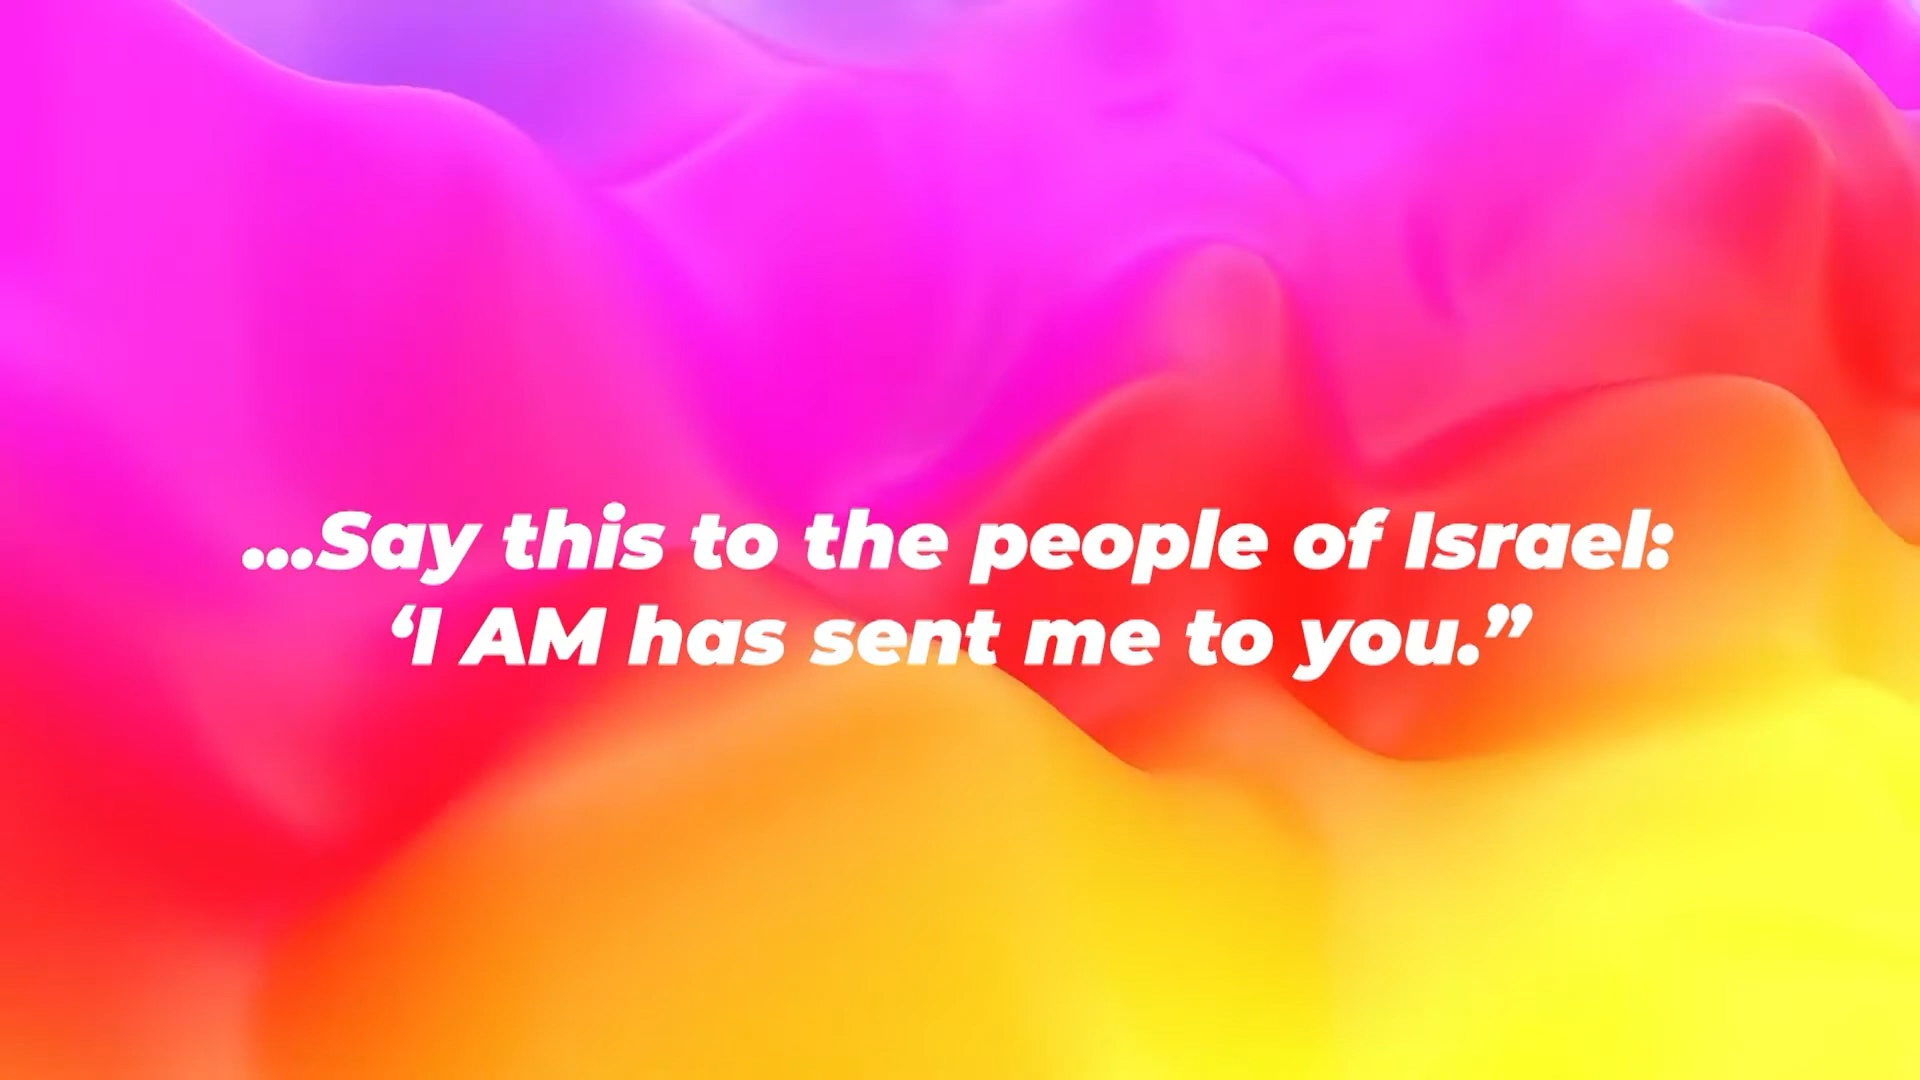 ...Say this to the people of Israel:
‘I AM has sent me to you.”